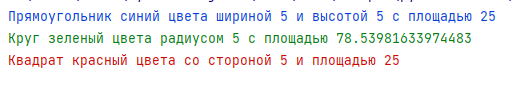 Прямоугольник синий цвета шириной 5 и высотой 5 с площадью 25
Круг зеленый цвета радиусом 5 с площадью 78.53981633974483
Квадрат красный цвета со стороной 5 и площадью 25